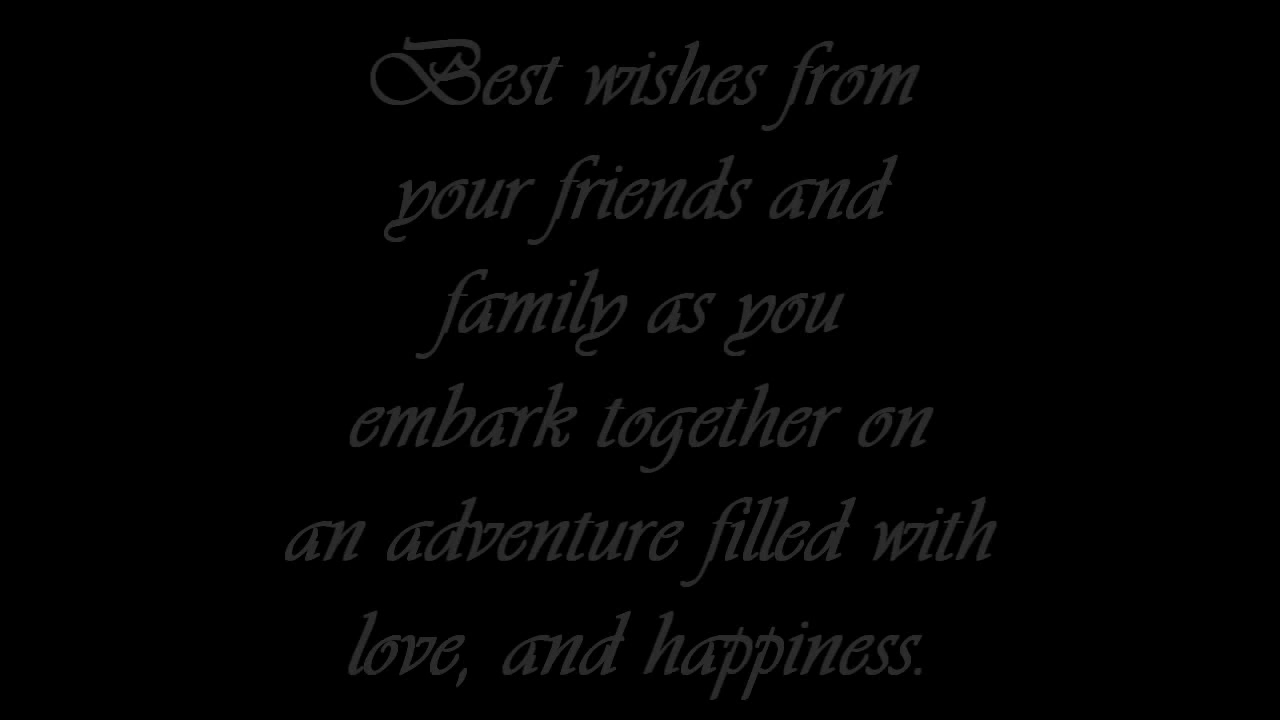 Best wishes from
your friends and
family as you
embark together on
an adventure filled with
love, and happiness.